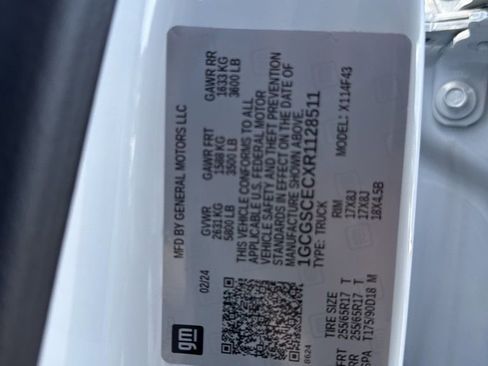 MFD BY GENERAL MOTORS LLC
02/24
GVWR GAWR FRT GAWR RR
2631 KG 1588 KG 1633 KG
5800 LB 3500 LB 3600 LB
THIS VEHICLE CONFORMS TO ALL
APPLICABLE U.S. FEDERAL MOTOR
VEHICLE SAFETY AND THEFT PREVENTION
STANDARDS IN EFFECT ON THE DATE OF
MANUFACTURE SHOWN ABOVE.
1GCGSCECXR1128511
TYPE: TRUCK MODEL: X114F43
gm
0624
TIRE SIZE RIM
FRT 255/65R17 T 17X8J
RR 255/65R17 T 17X8J
SPA T175/90D18 M 18X4.5B